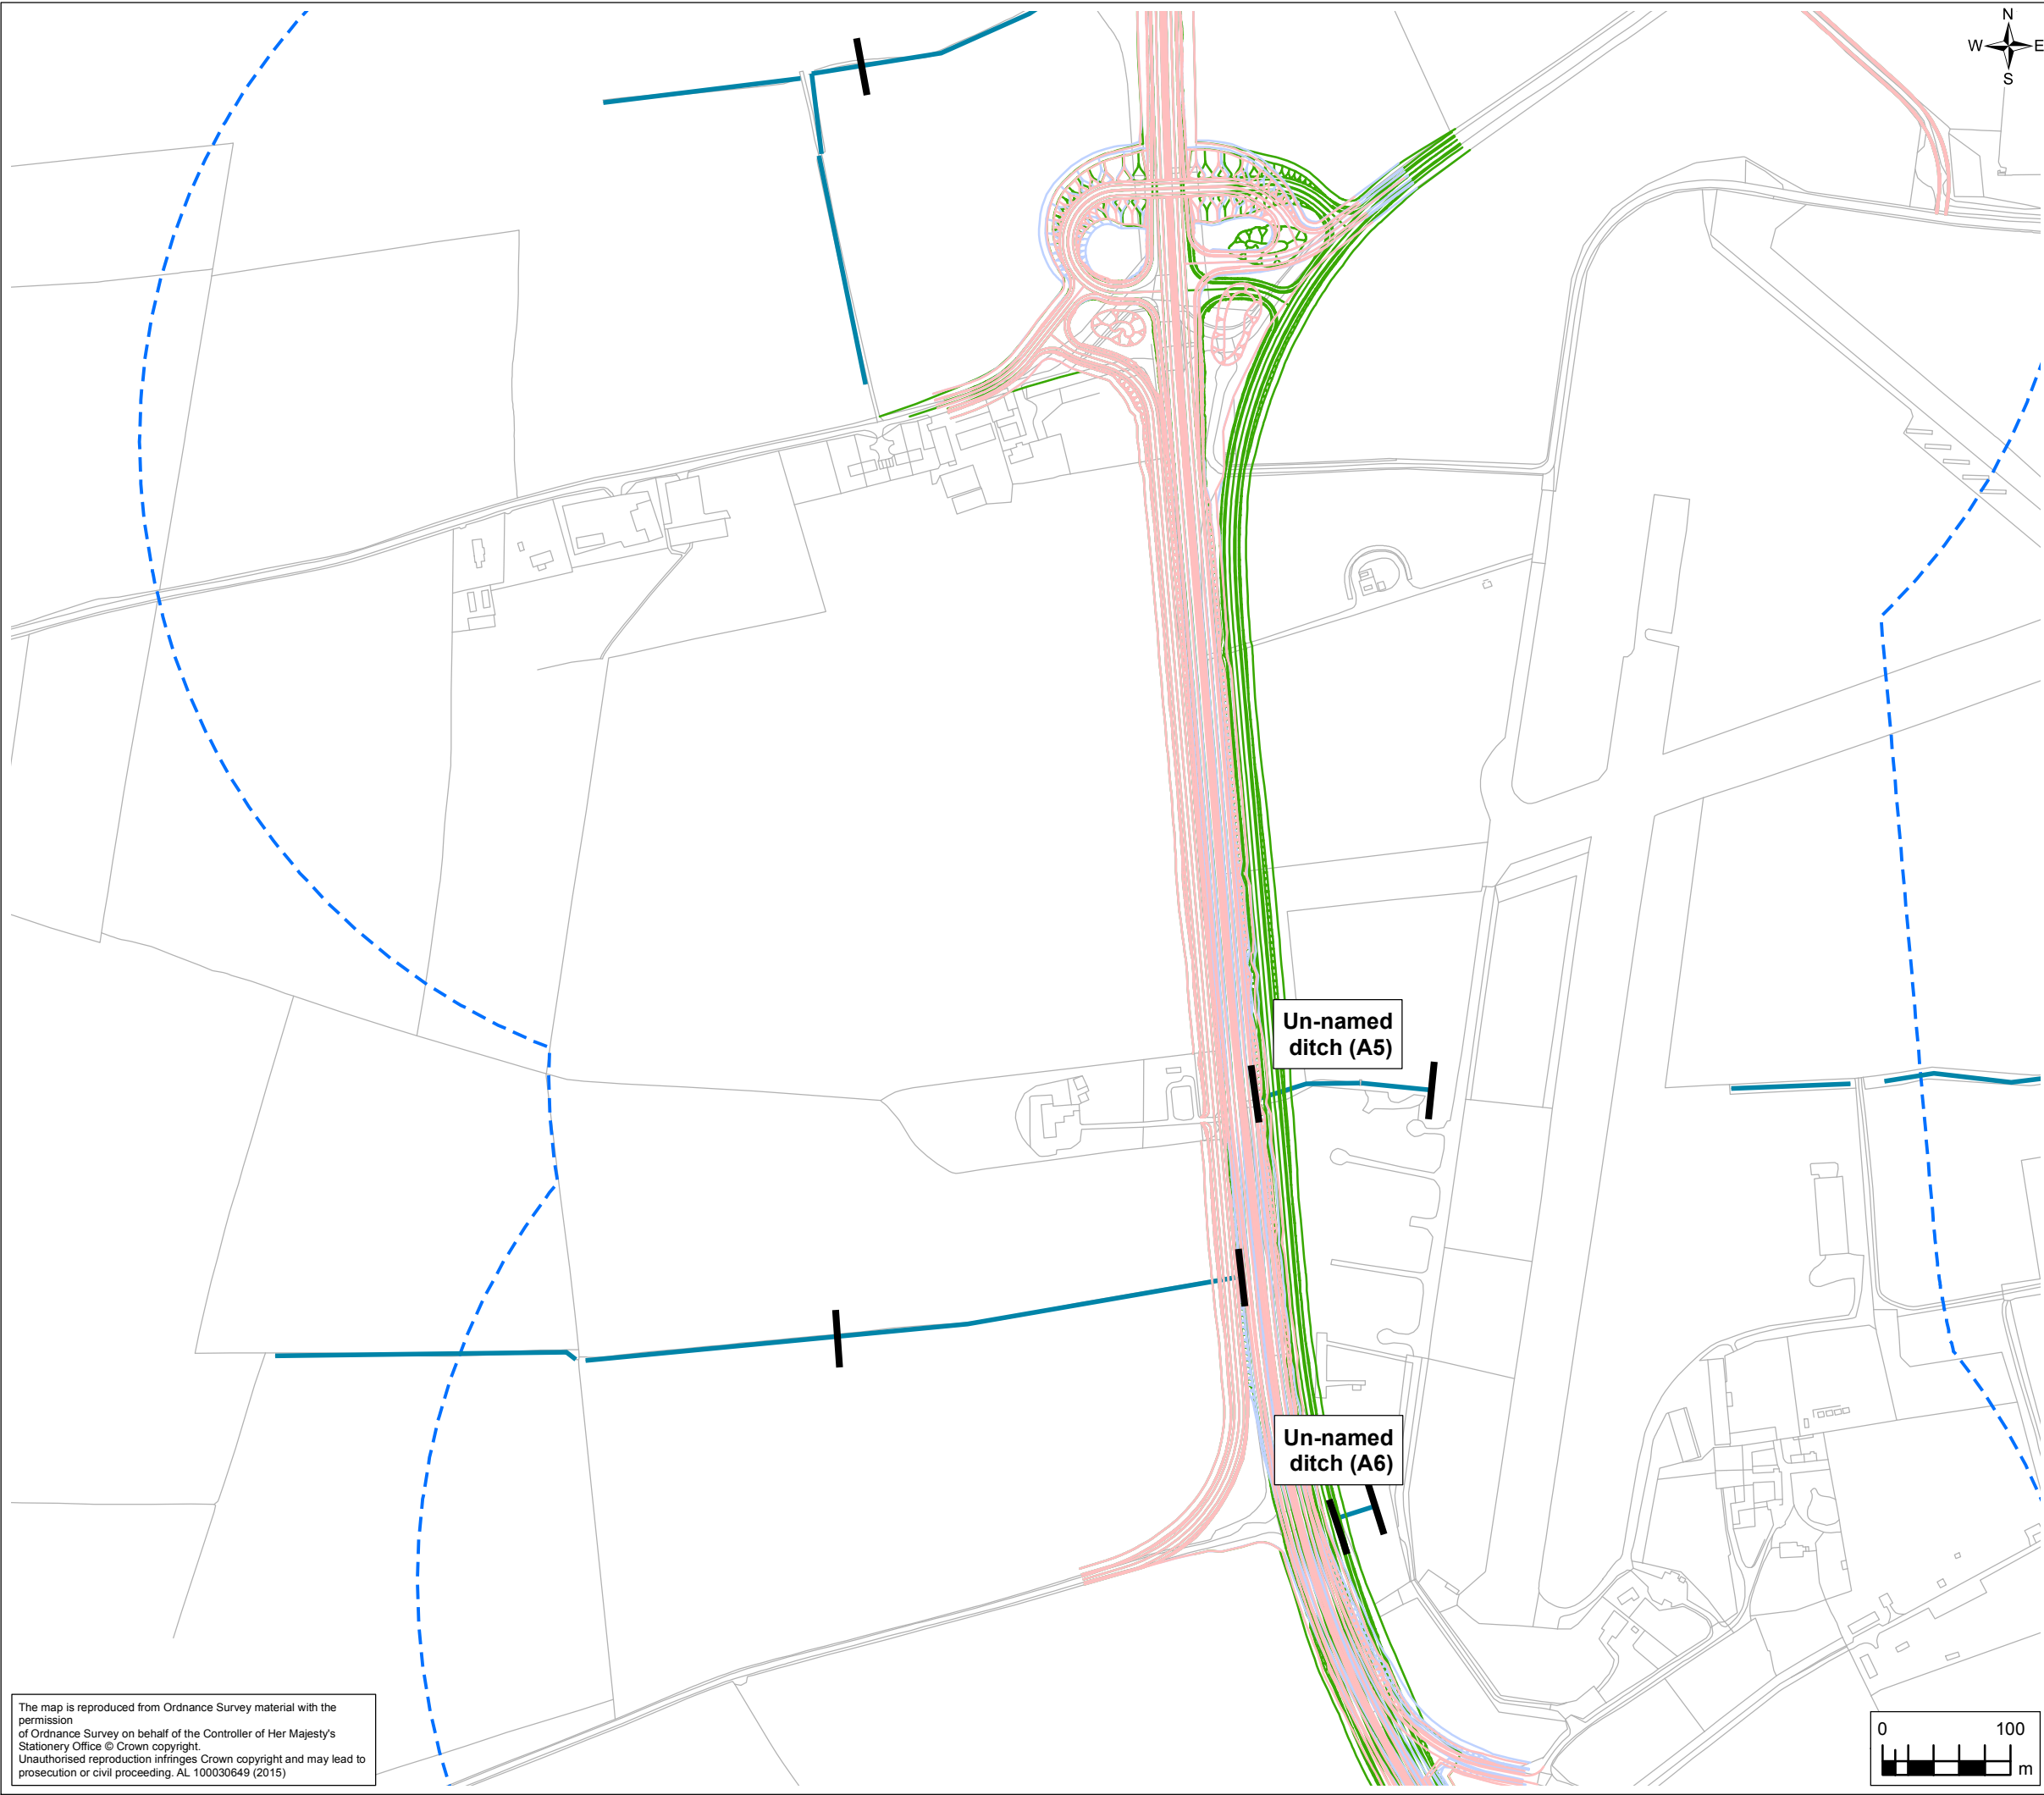 N
W E
S
Un-named
ditch (A5)
Un-named
ditch (A6)
The map is reproduced from Ordnance Survey material with the
permission
of Ordnance Survey on behalf of the Controller of Her Majesty's
Stationery Office © Crown copyright.
Unauthorised reproduction infringes Crown copyright and may lead to
prosecution or civil proceeding. AL 100030649 (2015)
0 100
m